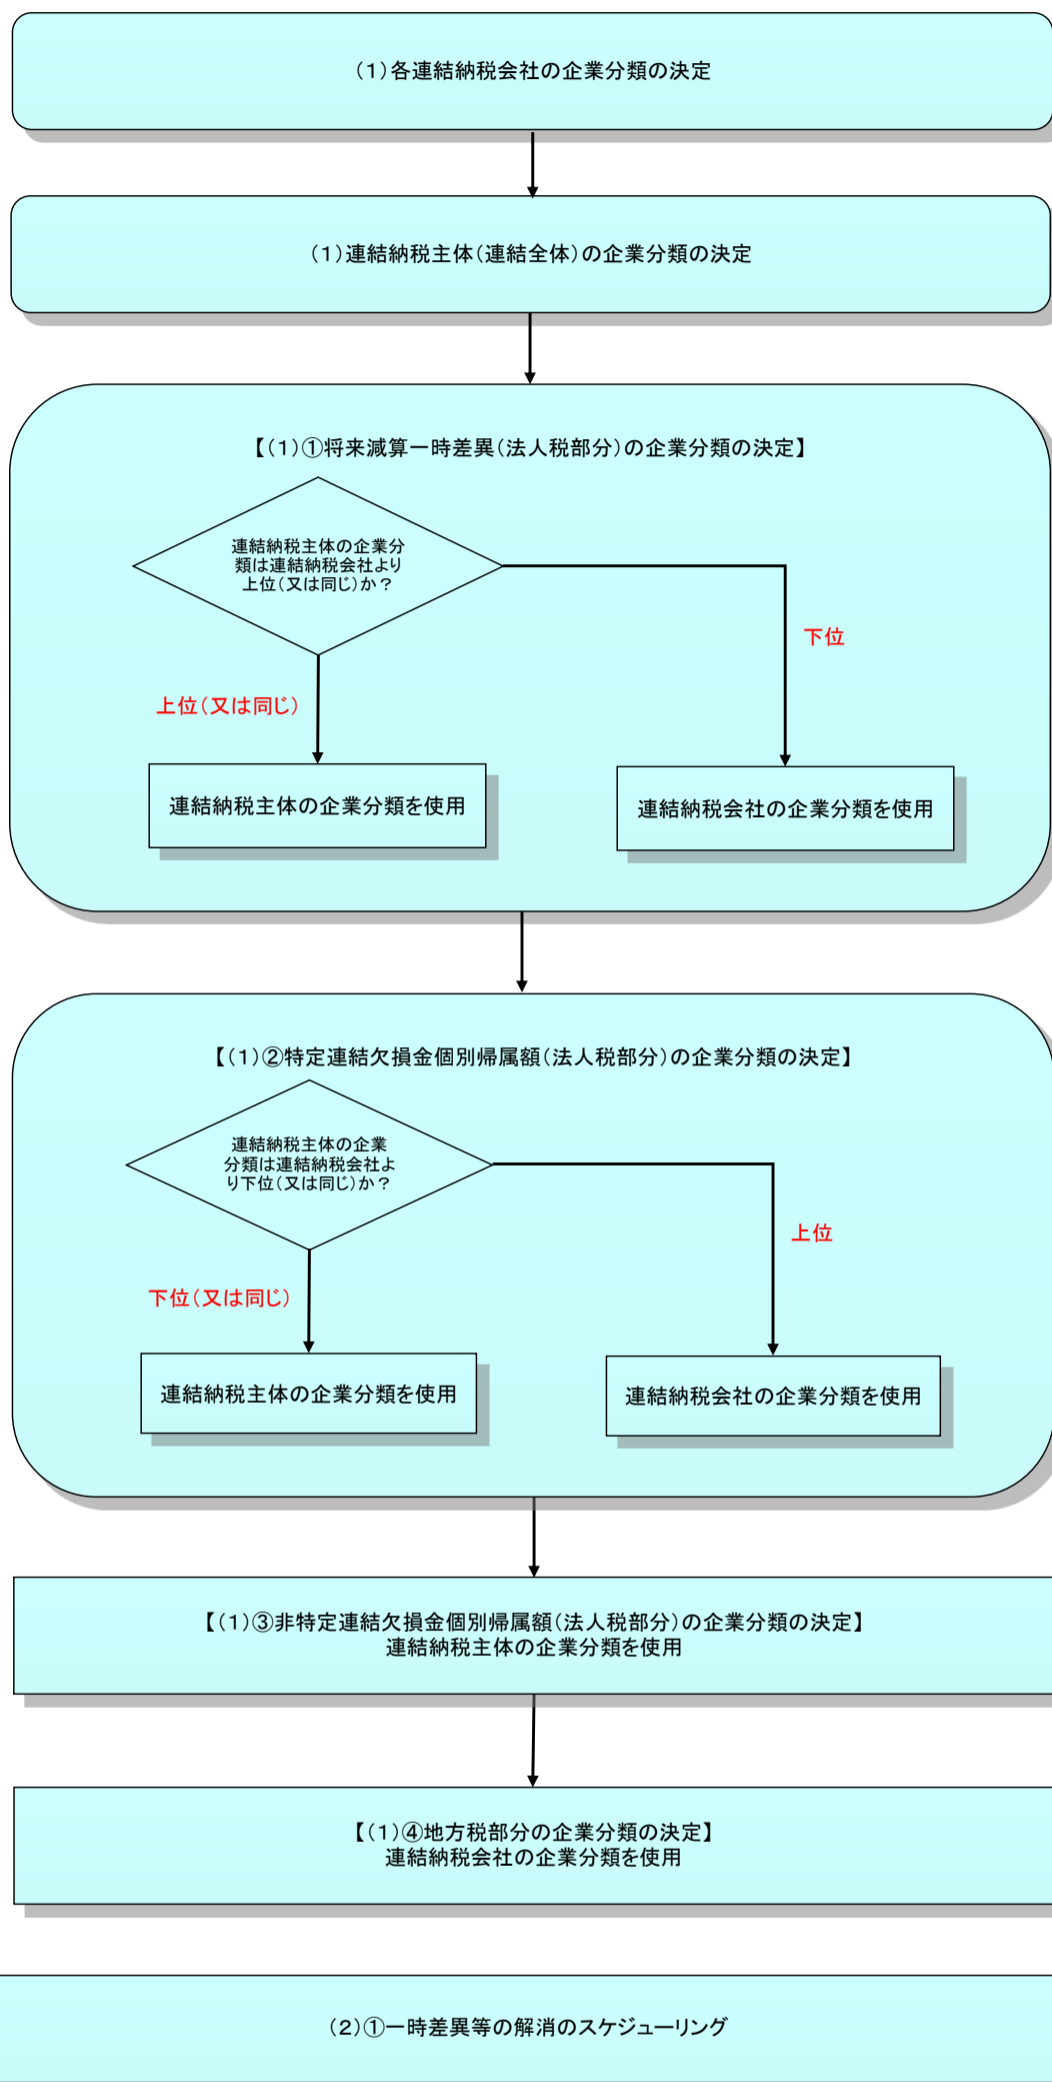 （１）各連結納税会社の企業分類の決定
（１）連結納税主体（連結全体）の企業分類の決定
【（１）①将来減算一時差異（法人税部分）の企業分類の決定】
連結納税主体の企業分
類は連結納税会社より
上位（又は同じ）か？
下位
上位（又は同じ）
連結納税主体の企業分類を使用
連結納税会社の企業分類を使用
【（１）②特定連結欠損金個別帰属額（法人税部分）の企業分類の決定】
連結納税主体の企業
分類は連結納税会社よ
り下位（又は同じ）か？
上位
下位（又は同じ）
連結納税主体の企業分類を使用
連結納税会社の企業分類を使用
【（１）③非特定連結欠損金個別帰属額（法人税部分）の企業分類の決定】
連結納税主体の企業分類を使用
【（１）④地方税部分の企業分類の決定】
連結納税会社の企業分類を使用
（２）①一時差異等の解消のスケジューリング